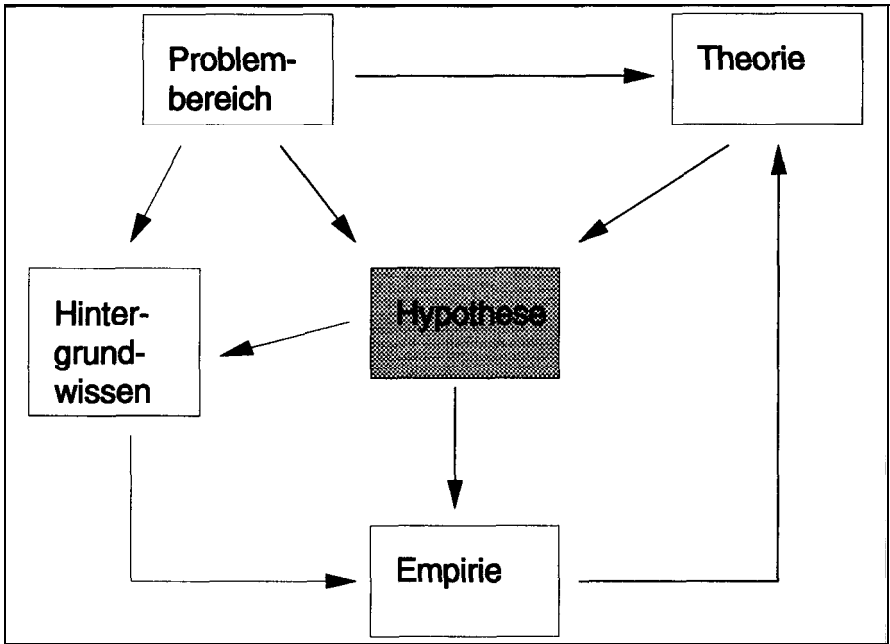 Problem-
bereich
Theorie
Hinter-
grund-
wissen
Hypothese
Empirie